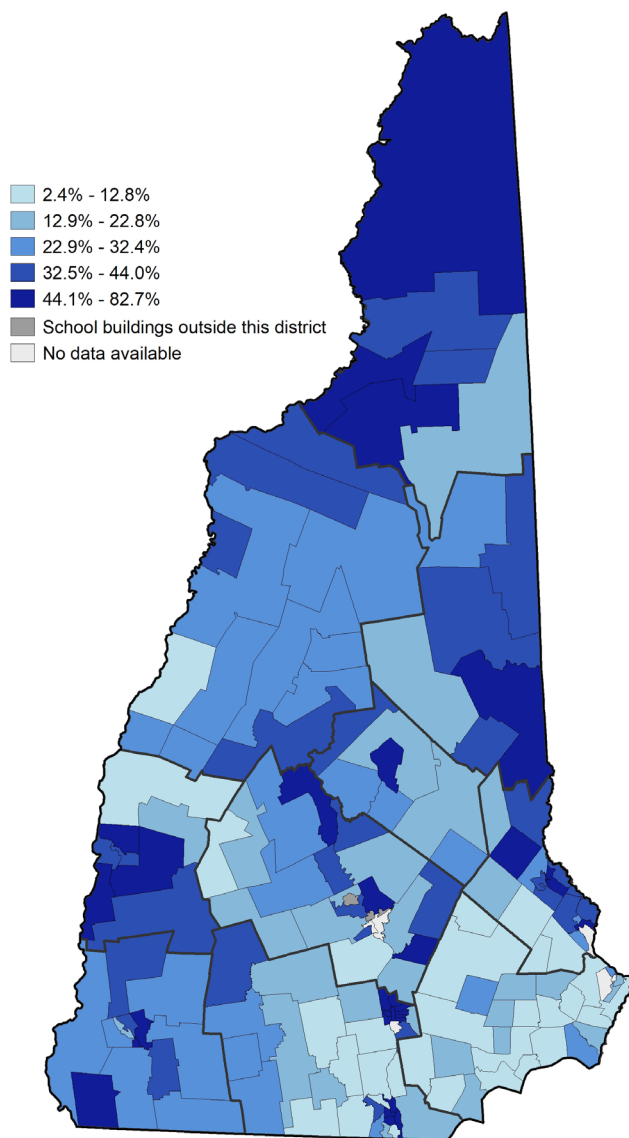 2.4% - 12.8%
12.9% - 22.8%
22.9% - 32.4%
32.5% - 44.0%
44.1% - 82.7%
School buildings outside this district
No data available